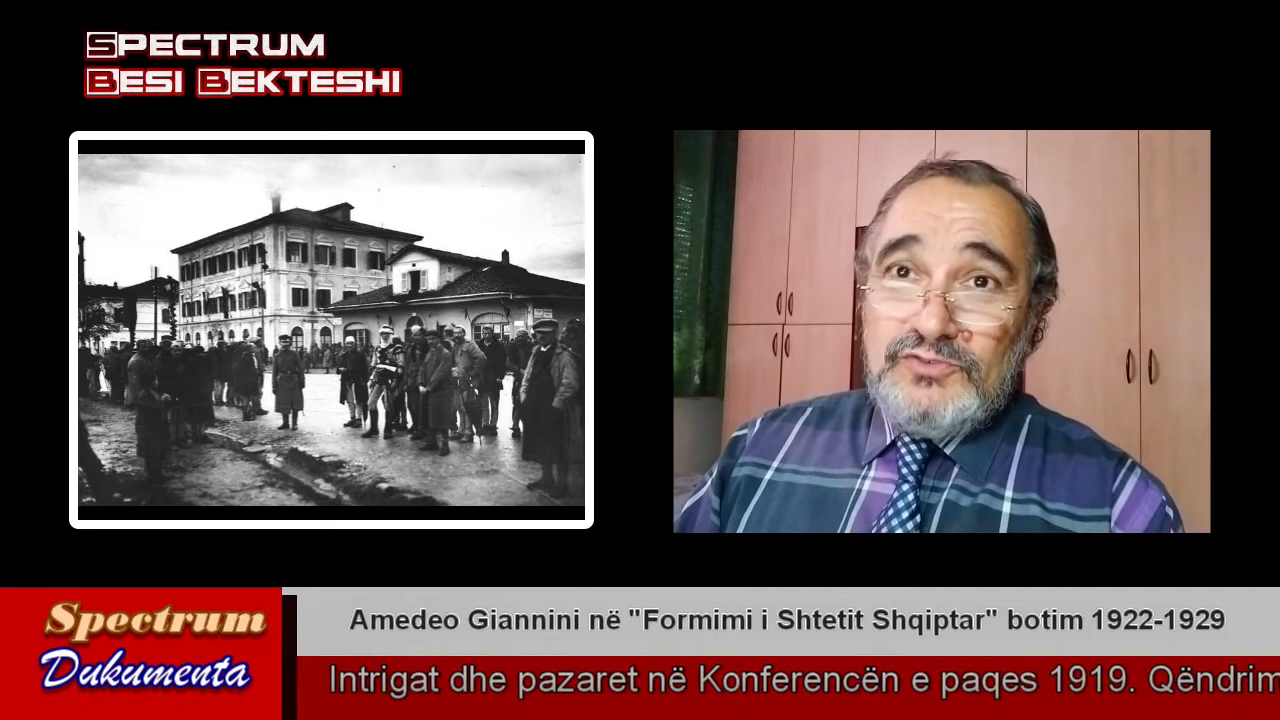 SPECTRUM
BESI BEKTESHI
Amedeo Giannini në "Formimi i Shtetit Shqiptar" botim 1922-1929
Spectrum
Dukumenta
Intrigat dhe pazaret në Konferencën e paqes 1919. Qëndrim